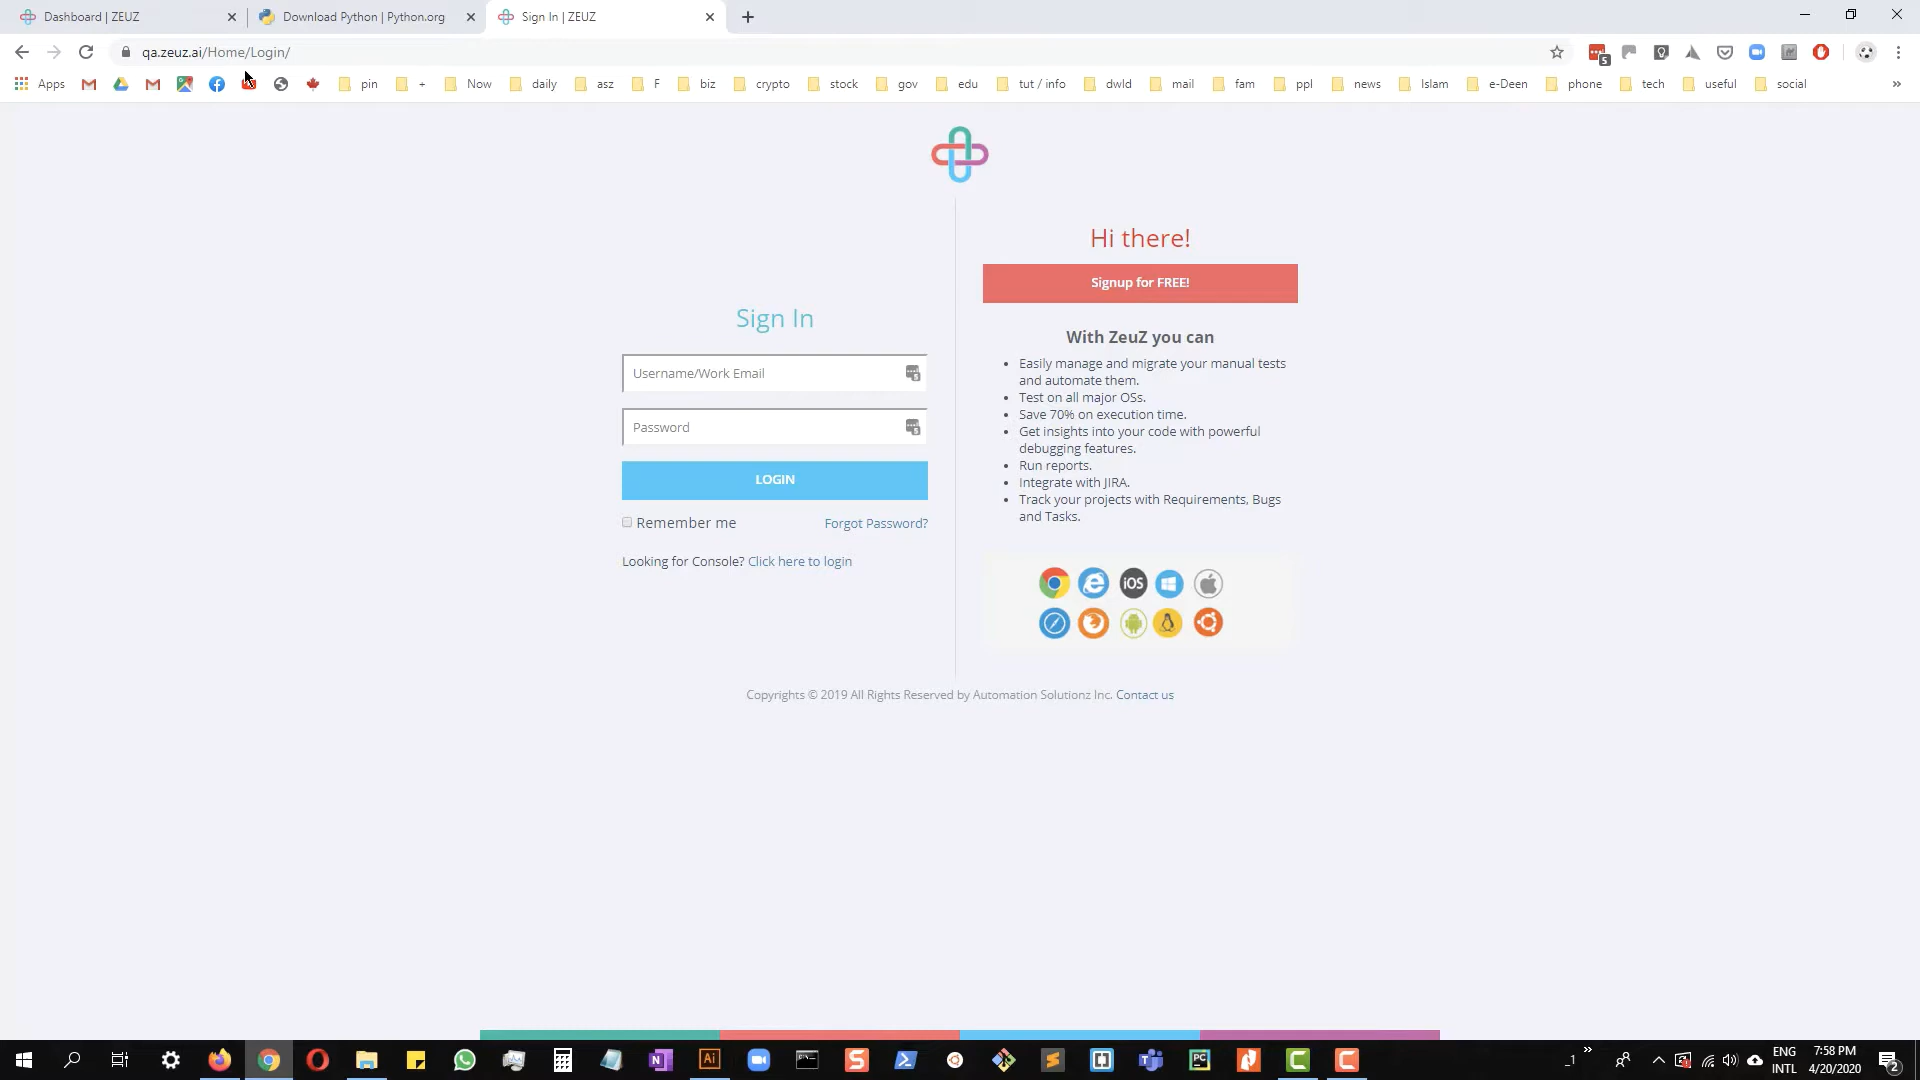 Dashboard | ZEUZ
Download Python | Python.org
Sign In | ZEUZ
qa.zeuz.ai/Home/Login/
5
Apps
pin
+
Now
daily
asz
F
biz
crypto
stock
gov
edu
tut / info
dwld
mail
fam
ppl
news
Islam
e-Deen
phone
tech
useful
social
»
Sign In
Username/Work Email
Password
LOGIN
Remember me
Forgot Password?
Looking for Console? Click here to login
Hi there!
Signup for FREE!
With ZeuZ you can
• Easily manage and migrate your manual tests
and automate them.
• Test on all major OSs.
• Save 70% on execution time.
• Get insights into your code with powerful
debugging features.
• Run reports.
• Integrate with JIRA.
• Track your projects with Requirements, Bugs
and Tasks.
iOS
Copyrights © 2019 All Rights Reserved by Automation Solutionz Inc. Contact us
N
Ai
S
PC
C
C
_1
»
ENG
INTL
7:58 PM
4/20/2020
2